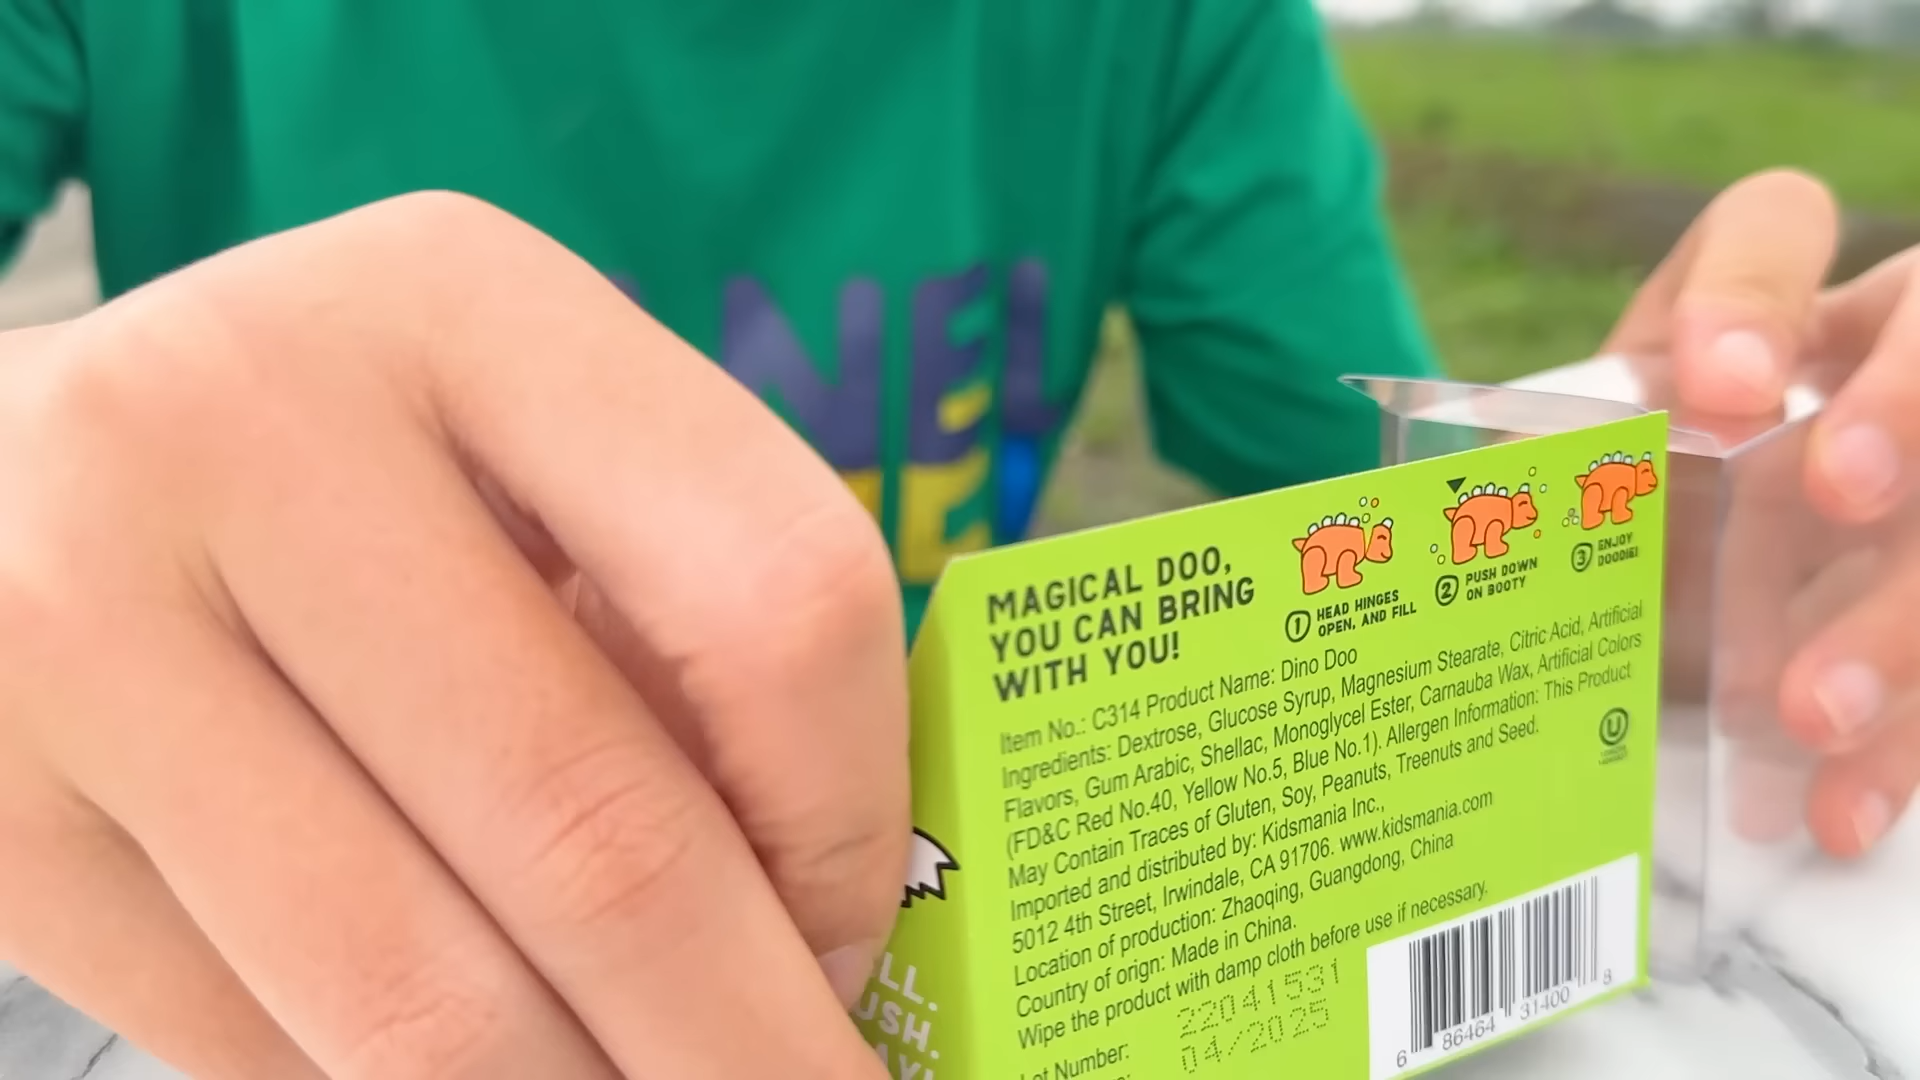 NEL
E
MAGICAL DOO,
YOU CAN BRING
WITH YOU!
1 HEAD HINGES
OPEN, AND FILL
2 PUSH DOWN
ON BOOTY
3 ENJOY
DOODIE!
Item No.: C314 Product Name: Dino Doo
Ingredients: Dextrose, Glucose Syrup, Magnesium Stearate, Citric Acid, Artificial
Flavors, Gum Arabic, Shellac, Monoglycel Ester, Carnauba Wax, Artificial Colors
(FD&C Red No.40, Yellow No.5, Blue No.1). Allergen Information: This Product
May Contain Traces of Gluten, Soy, Peanuts, Treenuts and Seed.
Imported and distributed by: Kidsmania Inc.,
5012 4th Street, Irwindale, CA 91706. www.kidsmania.com
Location of production: Zhaoqing, Guangdong, China
Country of orign: Made in China.
Wipe the product with damp cloth before use if necessary.
Lot Number: 22041531
04/2025
6 86464 31400 8
U
LL.
USH.
AY!